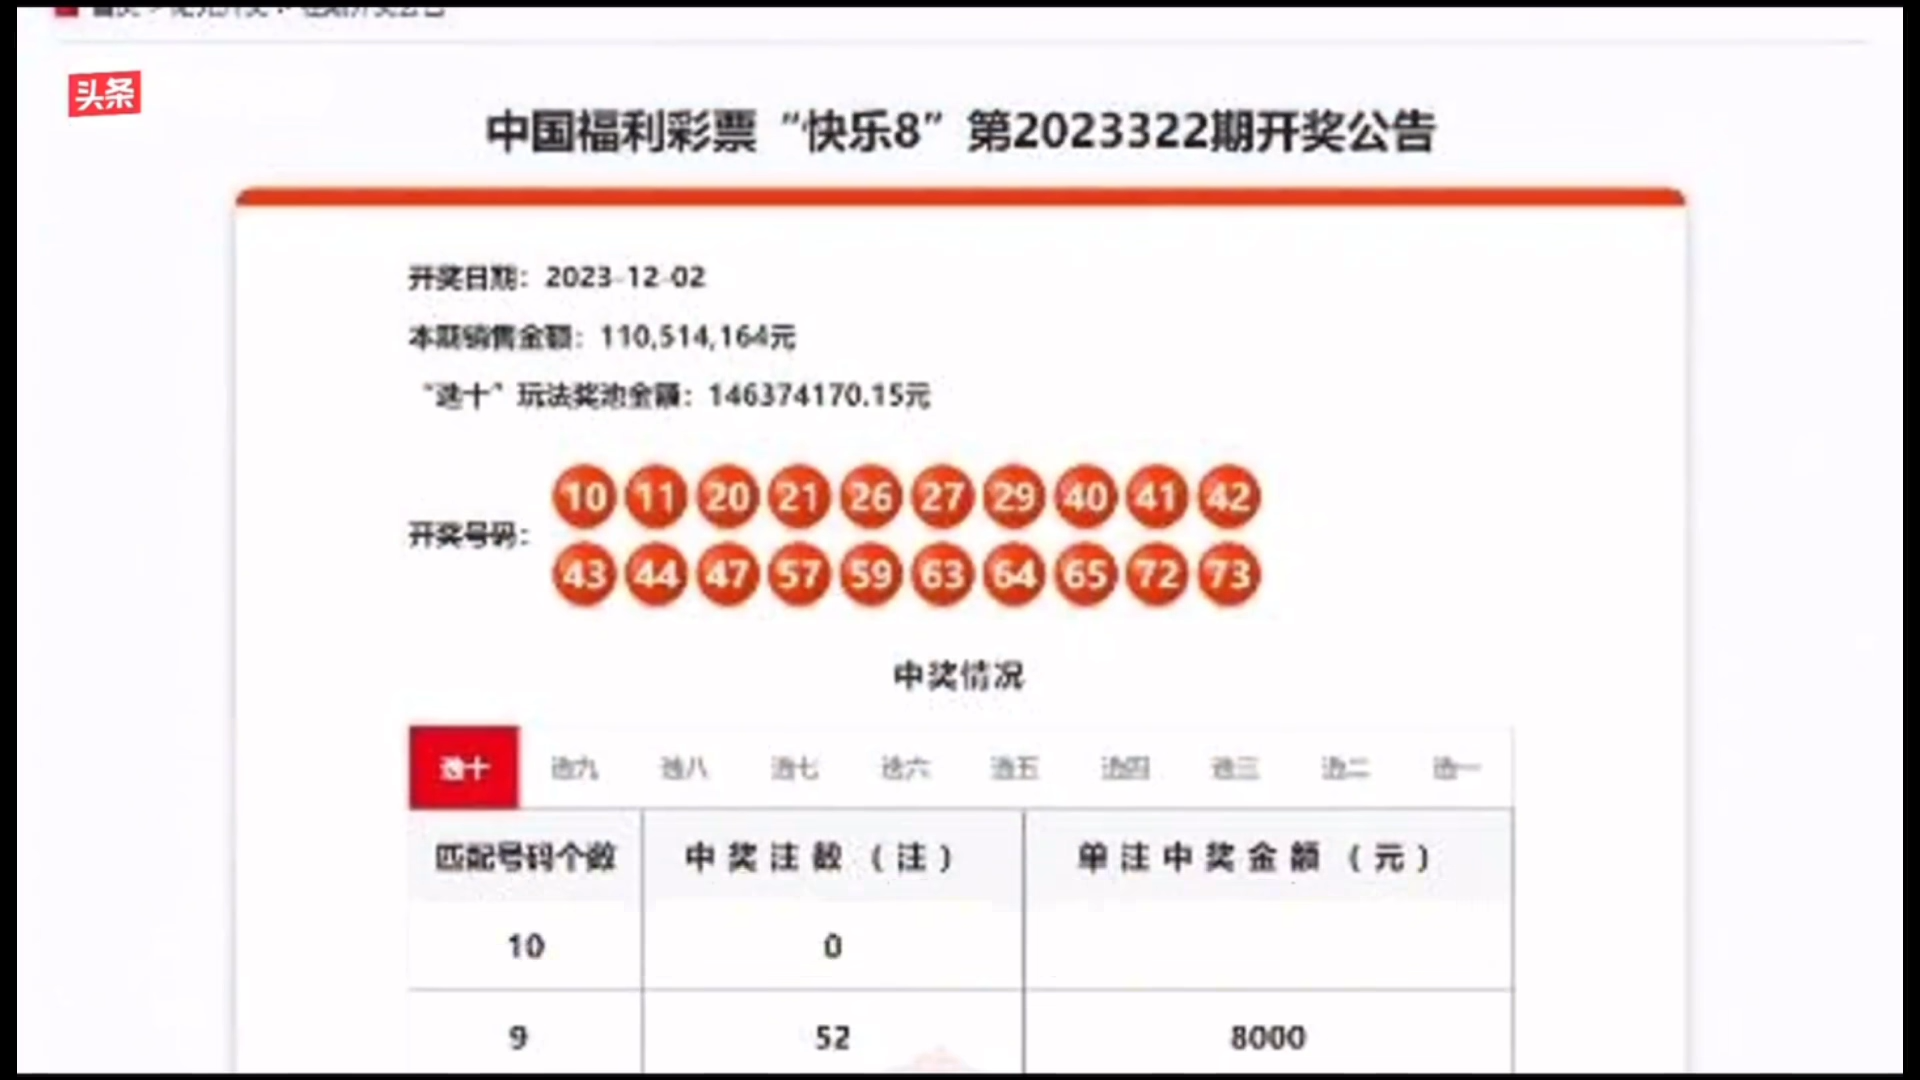 头条
中国福利彩票“快乐8”第2023322期开奖公告
开奖日期：2023-12-02
本期销售金额：110,514,164元
“选十”玩法奖池金额：146374170.15元
10 11 20 21 26 27 29 40 41 42
开奖号码：
43 44 47 57 59 63 64 65 72 73
中奖情况
选十 选九 选八 选七 选六 选五 选四 选三 选二 选一
匹配号码个数 中奖注数（注） 单注中奖金额（元）
10 0
9 52 8000